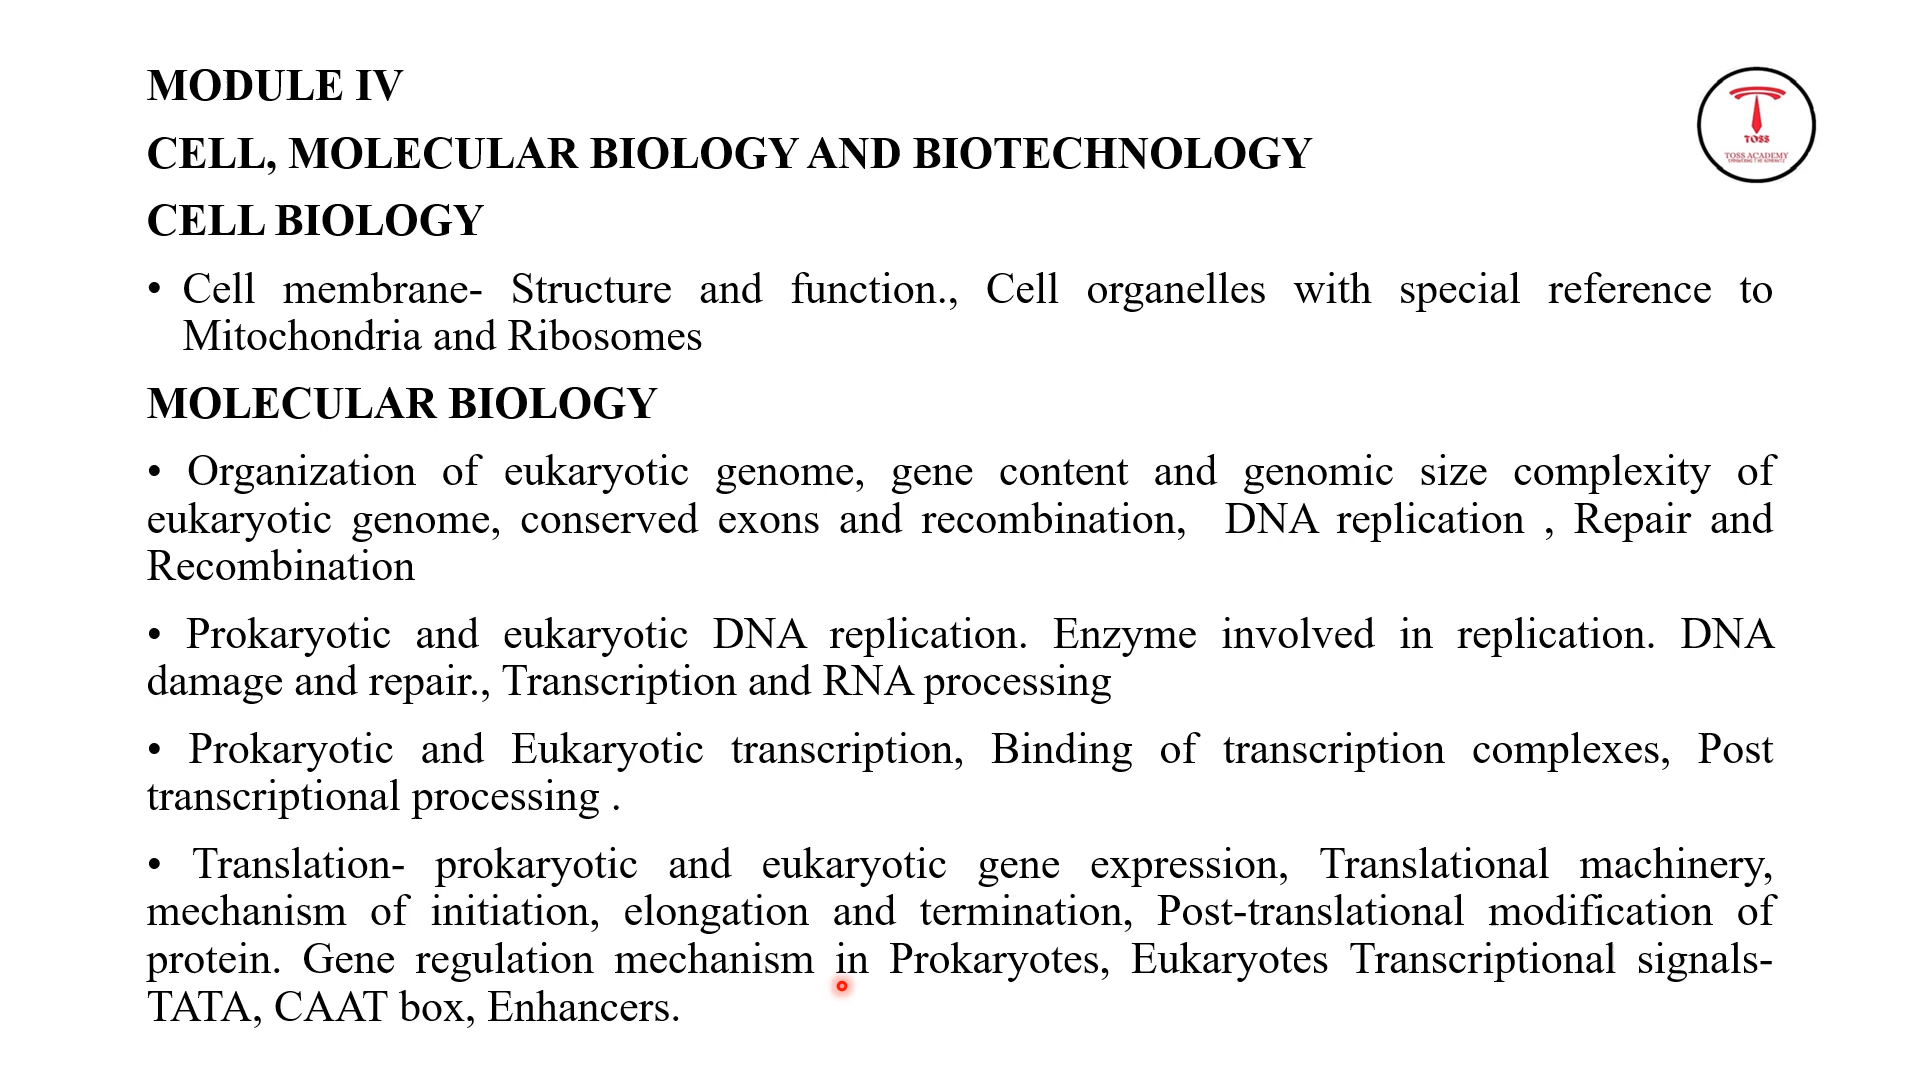 MODULE IV
CELL, MOLECULAR BIOLOGY AND BIOTECHNOLOGY
CELL BIOLOGY
• Cell membrane- Structure and function., Cell organelles with special reference to
Mitochondria and Ribosomes
MOLECULAR BIOLOGY
• Organization of eukaryotic genome, gene content and genomic size complexity of
eukaryotic genome, conserved exons and recombination, DNA replication , Repair and
Recombination
• Prokaryotic and eukaryotic DNA replication. Enzyme involved in replication. DNA
damage and repair., Transcription and RNA processing
• Prokaryotic and Eukaryotic transcription, Binding of transcription complexes, Post
transcriptional processing .
• Translation- prokaryotic and eukaryotic gene expression, Translational machinery,
mechanism of initiation, elongation and termination, Post-translational modification of
protein. Gene regulation mechanism in Prokaryotes, Eukaryotes Transcriptional signals-
TATA, CAAT box, Enhancers.
TOSS
TOSS ACADEMY